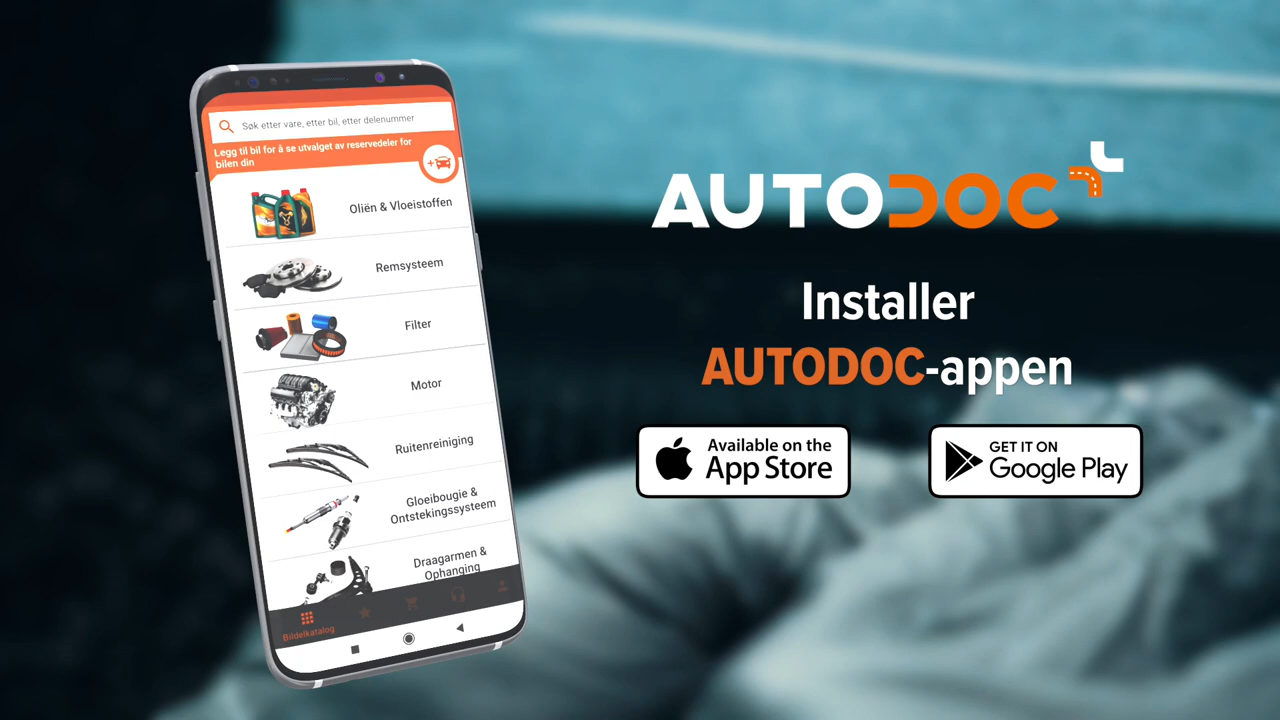 Søk etter vare, etter bil, etter delenummer
Legg til bil for å se utvalget av reservedeler for
bilen din
Oliën & Vloeistoffen
Remsysteem
Filter
Motor
Ruitenreiniging
Gloeibougie &
Ontstekingssysteem
Draagarmen &
Ophanging
Bildelkatalog
AUTODOC
Installer
AUTODOC-appen
Available on the
App Store
GET IT ON
Google Play